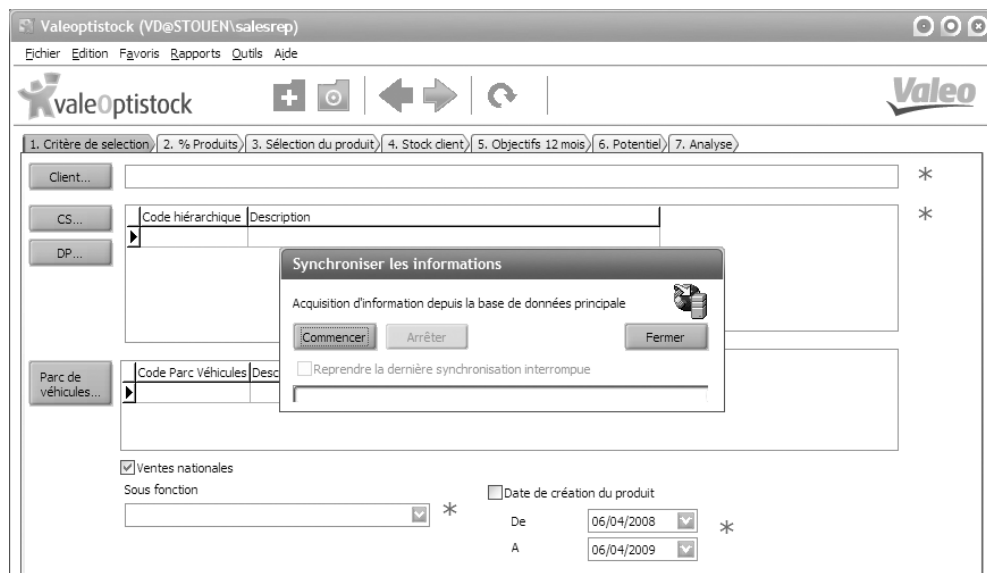 Valeoptistock (VD@STOUEN\salesrep)
Fichier Edition Favoris Rapports Outils Aide
valeOptistock
Valeo
1. Critère de selection 2. % Produits 3. Sélection du produit 4. Stock client 5. Objectifs 12 mois 6. Potentiel 7. Analyse
Client... *
CS... Code hiérarchique Description *
DP...
Synchroniser les informations
Acquisition d'information depuis la base de données principale
Commencer Arrêter Fermer
Reprendre la dernière synchronisation interrompue
Parc de véhicules... Code Parc Véhicules Desc
Ventes nationales
Sous fonction *
Date de création du produit
De 06/04/2008 *
A 06/04/2009